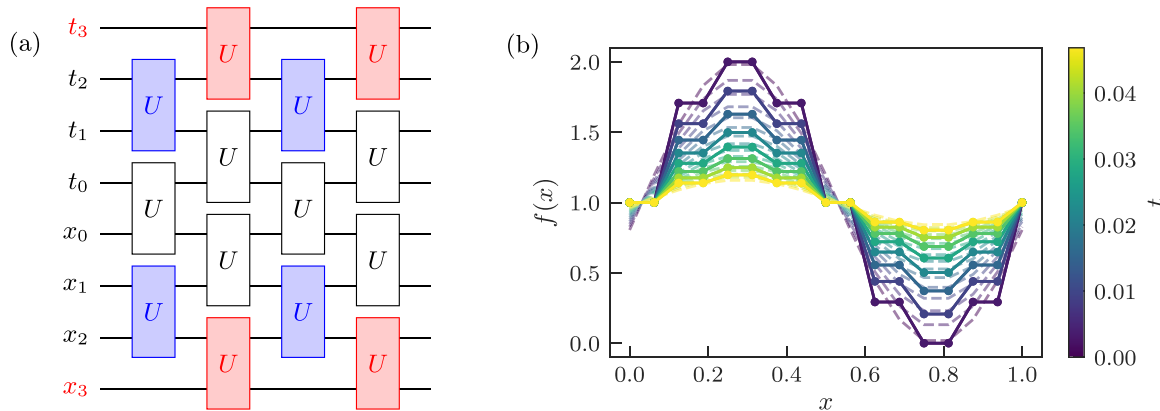 (a)
t₃
t₂
t₁
t₀
x₀
x₁
x₂
x₃
U U U U
U U U
U U U
U U U U
(b)
f(x)
2.0
1.5
1.0
0.5
0.0
0.0 0.2 0.4 0.6 0.8 1.0
x
0.04
0.03
0.02
0.01
0.00
t